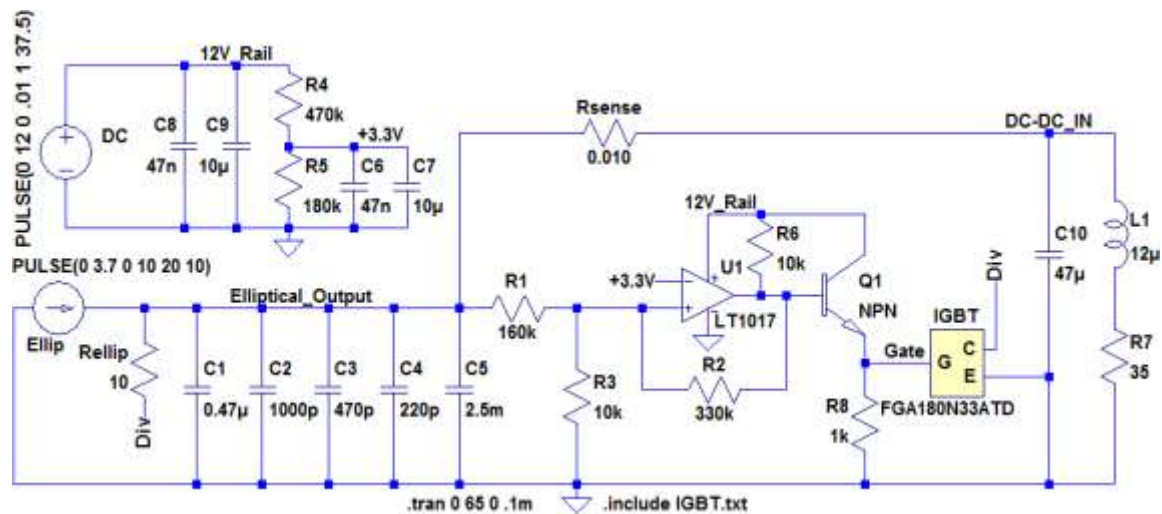 PULSE(0 12 0 .01 1 37.5)
12V_Rail
DC
C8
47n
C9
10µ
R4
470k
+3.3V
R5
180k
C6
47n
C7
10µ
Rsense
0.010
DC-DC_IN
PULSE(0 3.7 0 10 20 10)
Ellip
Rellip
10
Div
Elliptical_Output
C1
0.47µ
C2
1000p
C3
470p
C4
220p
C5
2.5m
R1
160k
R3
10k
+3.3V
12V_Rail
U1
LT1017
R6
10k
R2
330k
Q1
NPN
Gate
R8
1k
IGBT
G
C
E
FGA180N33ATD
Div
C10
47µ
L1
12µ
R7
35
.tran 0 65 0 .1m
.include IGBT.txt